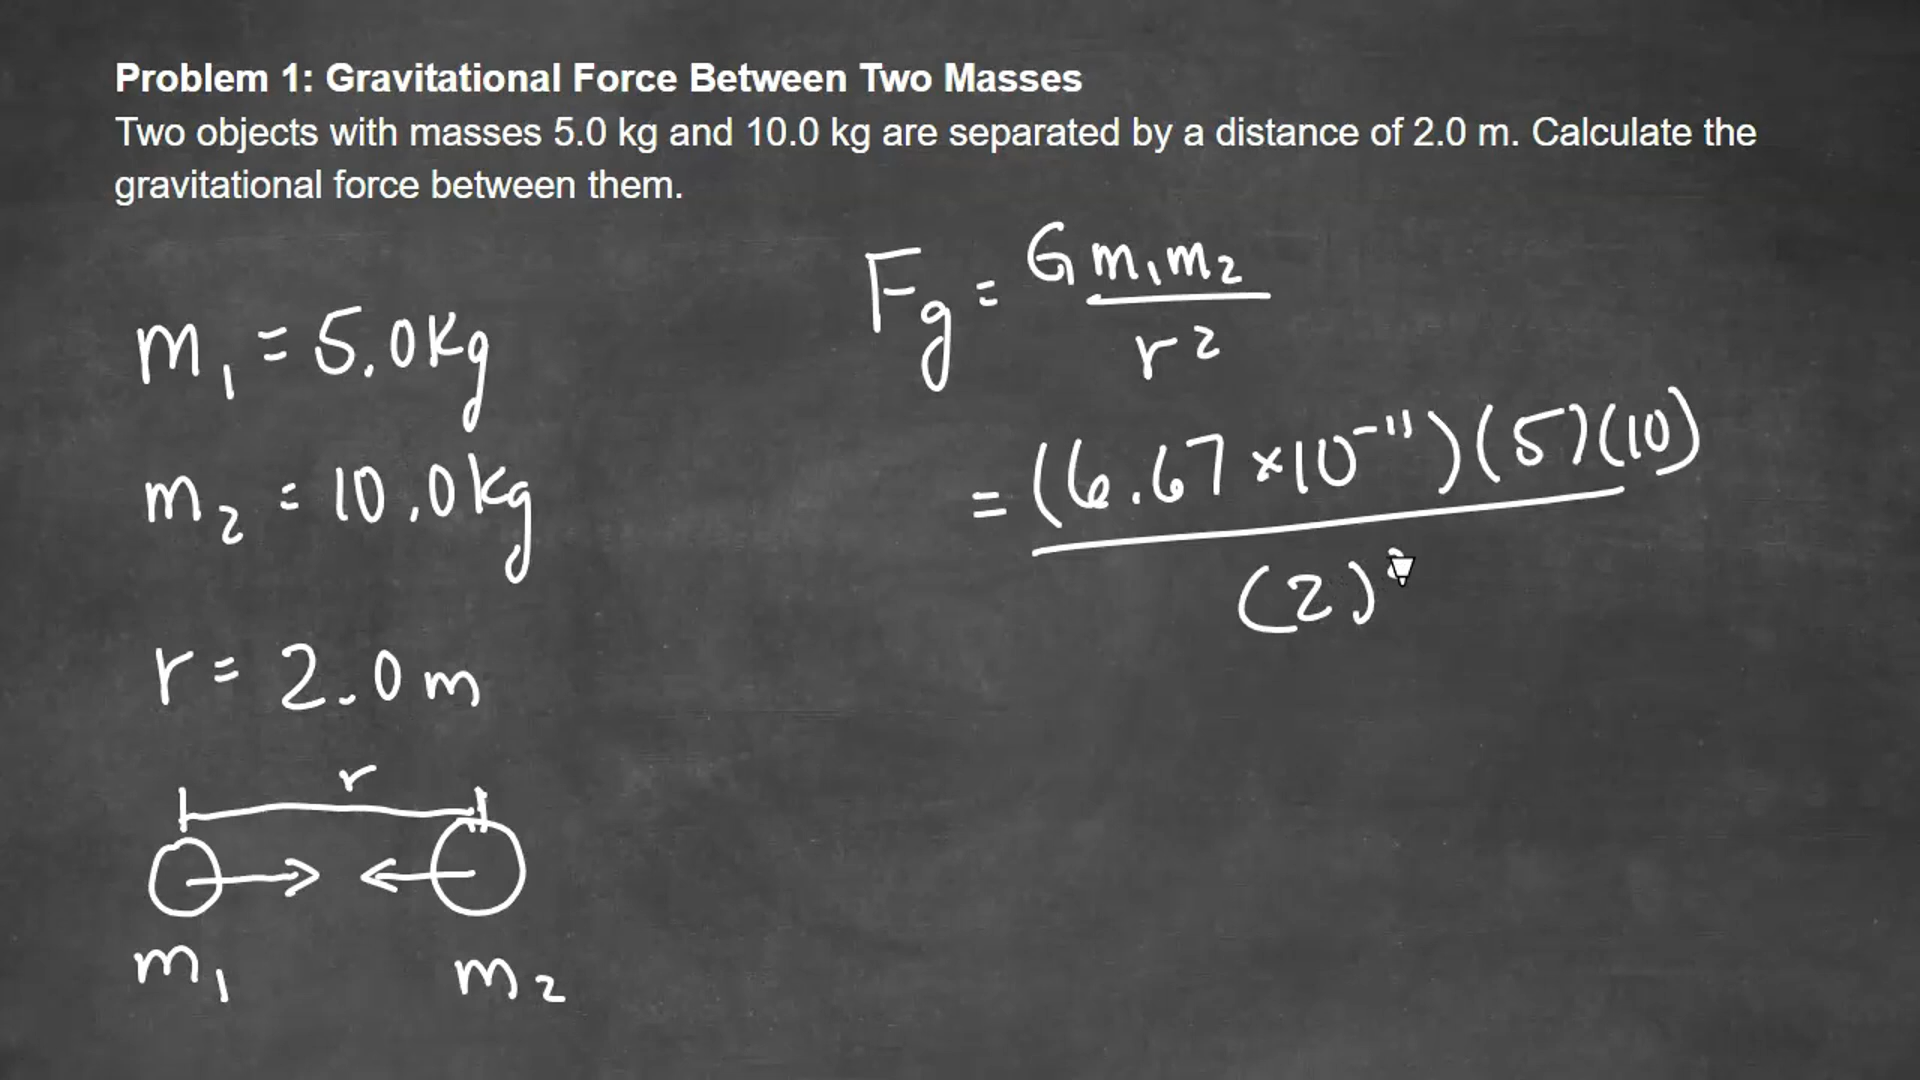 Problem 1: Gravitational Force Between Two Masses
Two objects with masses 5.0 kg and 10.0 kg are separated by a distance of 2.0 m. Calculate the
gravitational force between them.
m₁ = 5.0kg
m₂ = 10.0kg
r = 2.0 m
r
m₁ m₂
Fg = G m₁m₂
r²
= (6.67 ×10⁻¹¹)(5)(10)
(2)